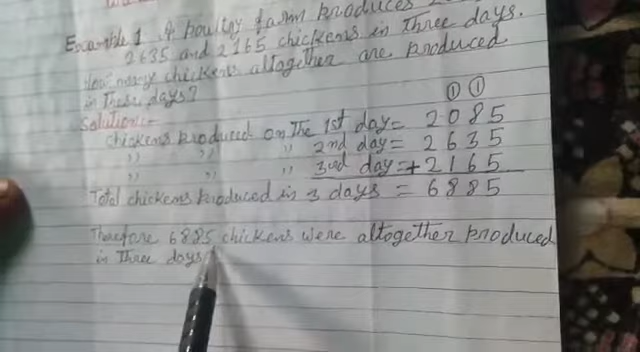 Example 1 A poultry farm produces
2635 and 2165 chickens in three days.
How many chickens altogether are produced
in these days?
① ①
Solution:-
Chickens produced on the 1st day = 2085
,, ,, ,, 2nd day = 2635
,, ,, ,, 3rd day = +2165
Total chickens produced in 3 days = 6885
Therefore 6885 chickens were altogether produced
in three days